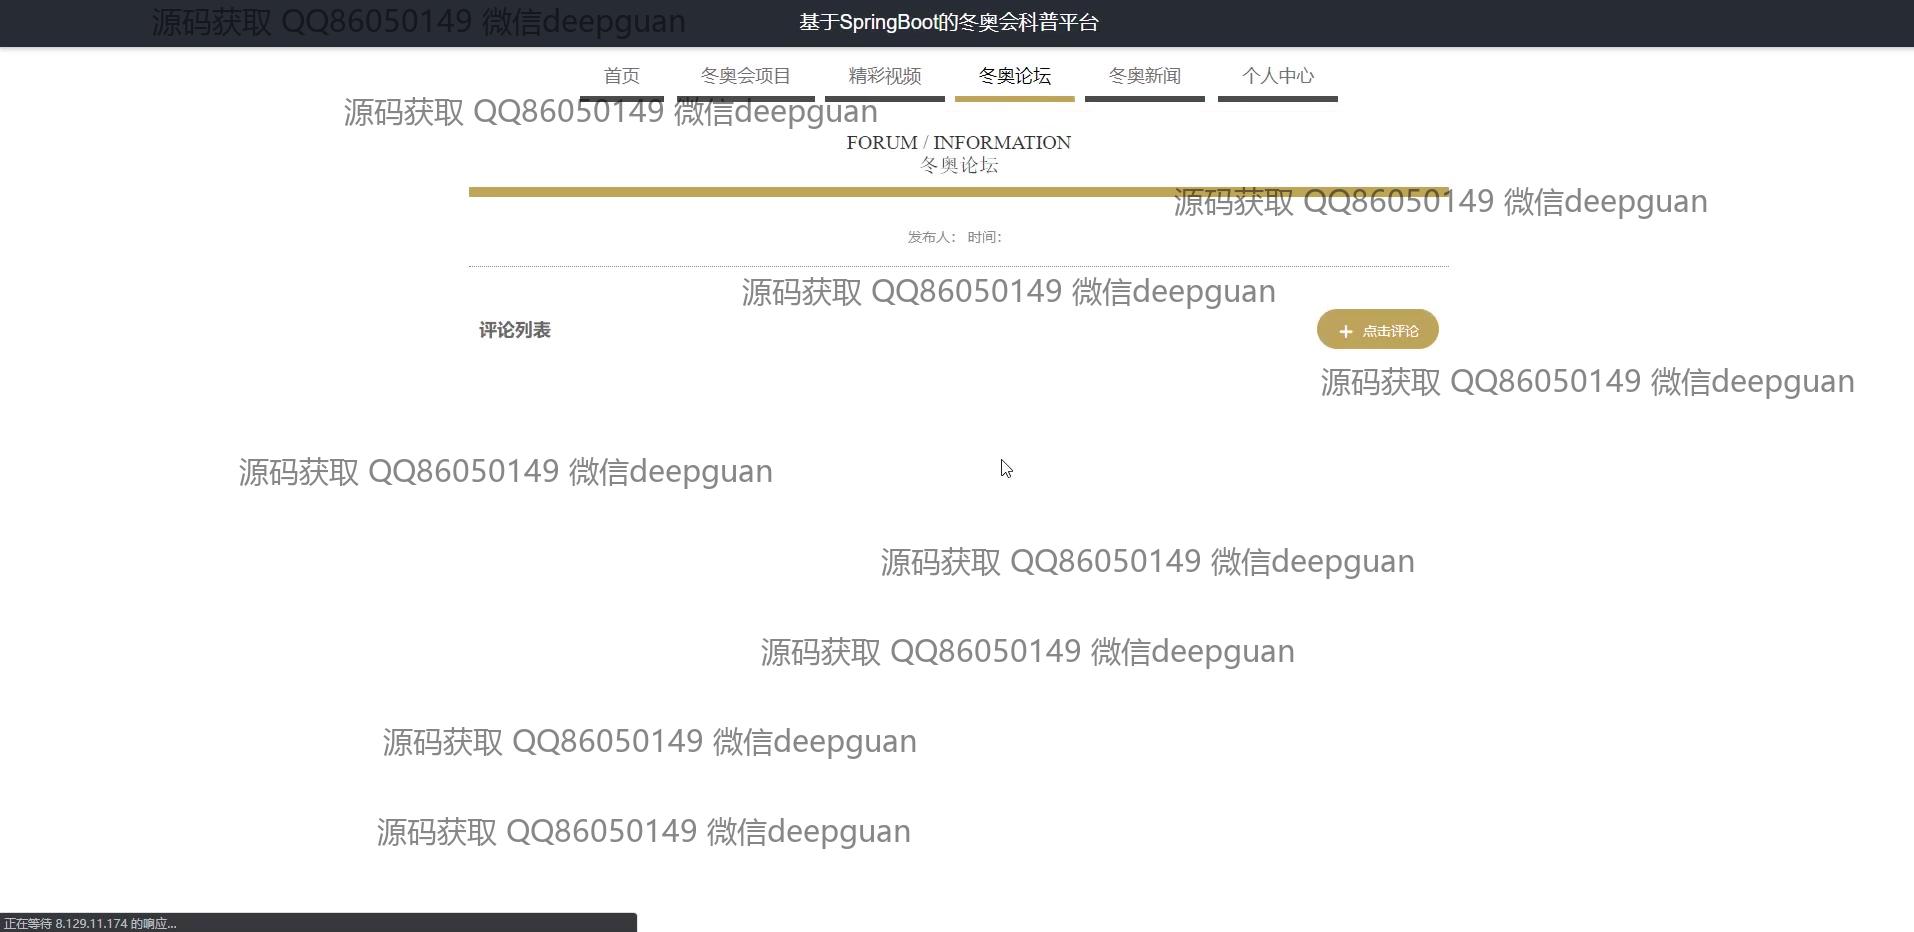 源码获取 QQ86050149 微信deepguan
基于SpringBoot的冬奥会科普平台
首页 冬奥会项目 精彩视频 冬奥论坛 冬奥新闻 个人中心
源码获取 QQ86050149 微信deepguan
FORUM / INFORMATION
冬奥论坛
源码获取 QQ86050149 微信deepguan
发布人： 时间：
源码获取 QQ86050149 微信deepguan
评论列表
+ 点击评论
源码获取 QQ86050149 微信deepguan
源码获取 QQ86050149 微信deepguan
源码获取 QQ86050149 微信deepguan
源码获取 QQ86050149 微信deepguan
源码获取 QQ86050149 微信deepguan
源码获取 QQ86050149 微信deepguan
正在等待 8.129.11.174 的响应...